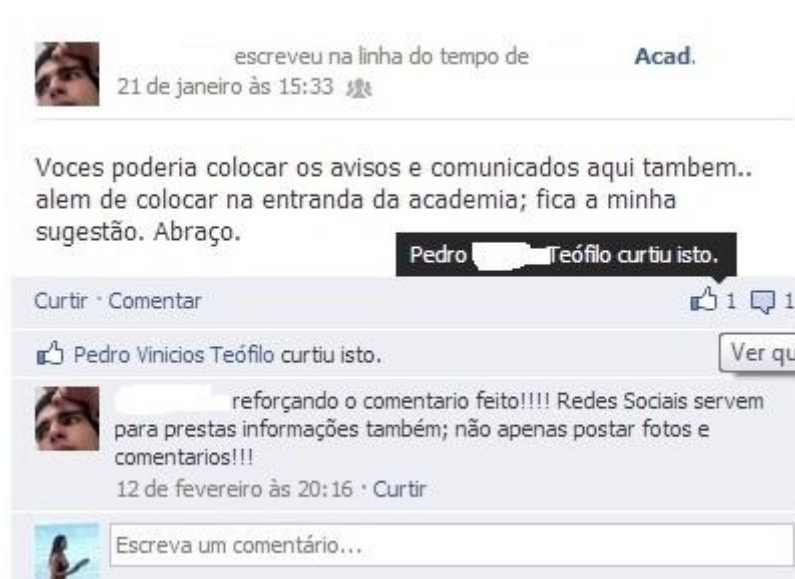 escreveu na linha do tempo de Acad.
21 de janeiro às 15:33
Voces poderia colocar os avisos e comunicados aqui tambem..
alem de colocar na entranda da academia; fica a minha
sugestão. Abraço.
Pedro Teófilo curtiu isto.
Curtir · Comentar 1 1
Pedro Vinicios Teófilo curtiu isto.
Ver qu
reforçando o comentario feito!!!! Redes Sociais servem
para prestas informações também; não apenas postar fotos e
comentarios!!!
12 de fevereiro às 20:16 · Curtir
Escreva um comentário...